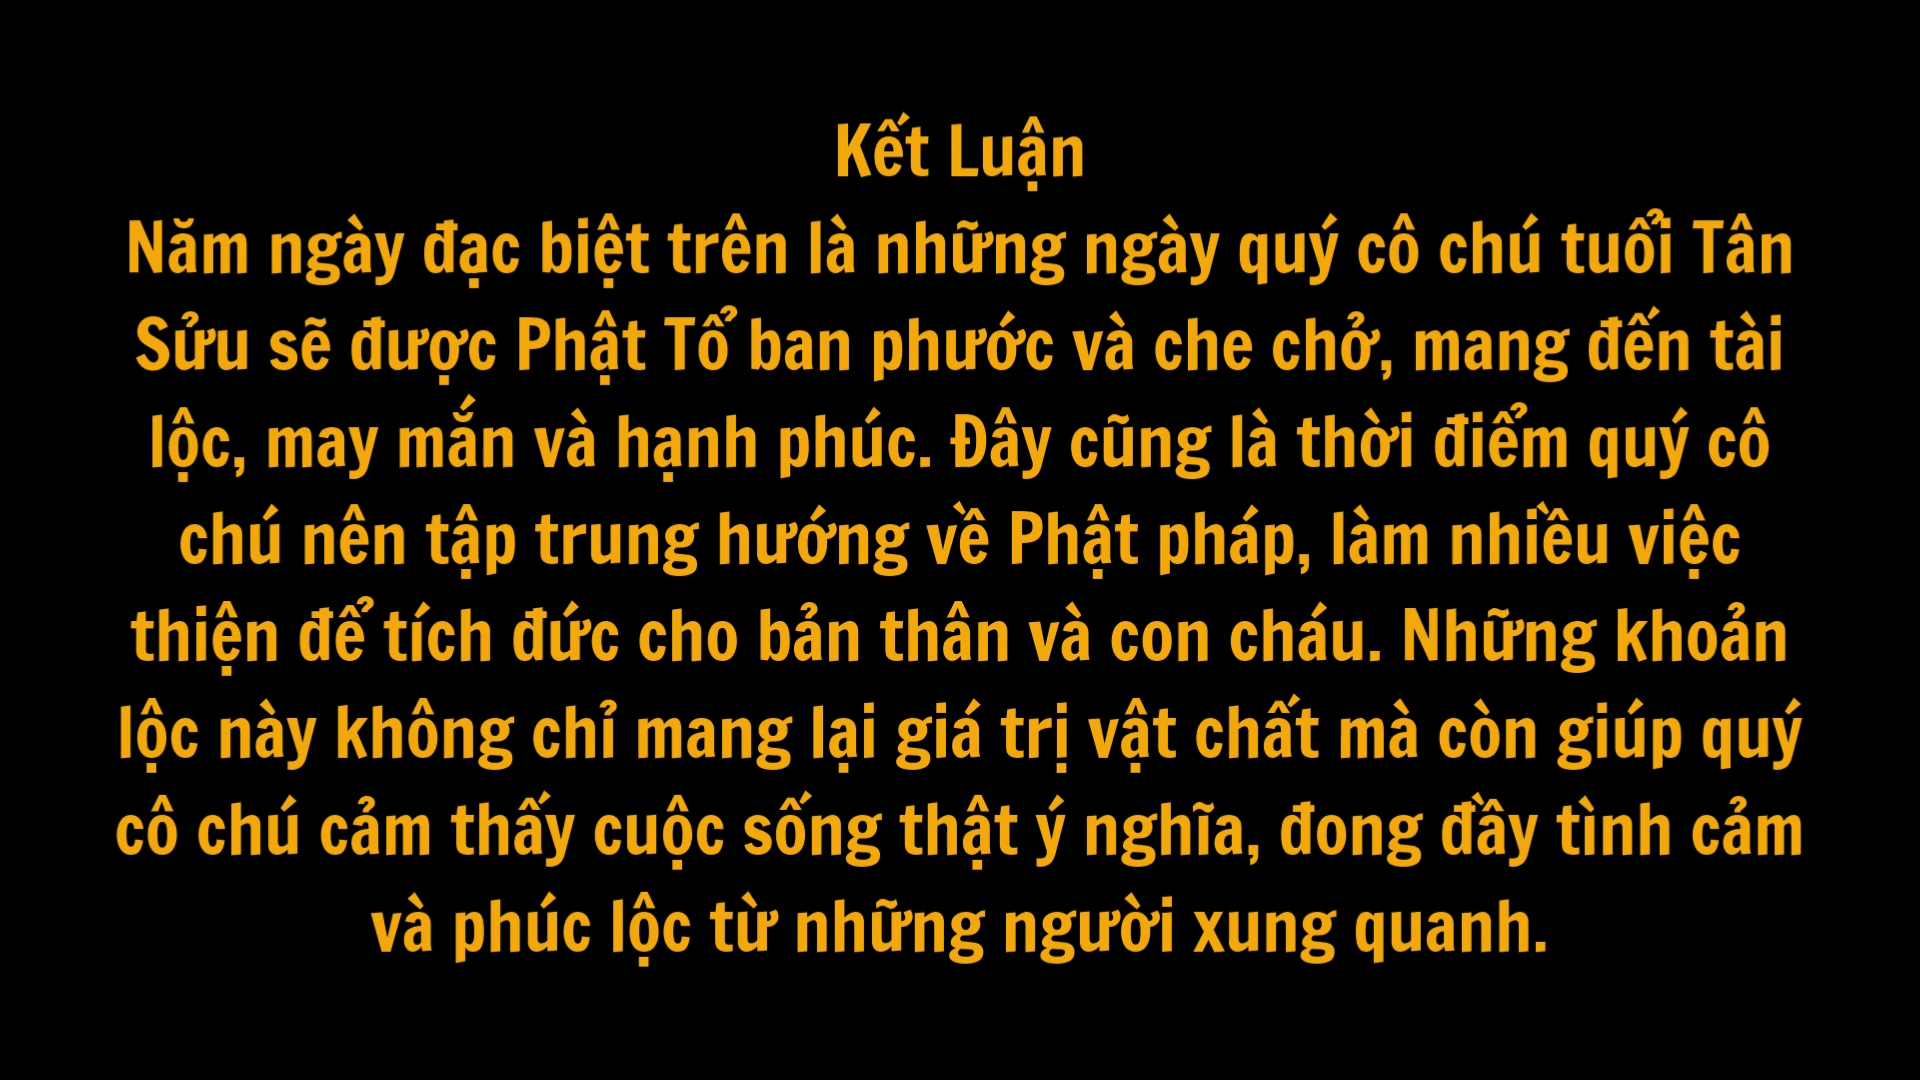 Kết Luận
Năm ngày đạc biệt trên là những ngày quý cô chú tuổi Tân
Sửu sẽ được Phật Tổ ban phước và che chở, mang đến tài
lộc, may mắn và hạnh phúc. Đây cũng là thời điểm quý cô
chú nên tập trung hướng về Phật pháp, làm nhiều việc
thiện để tích đức cho bản thân và con cháu. Những khoản
lộc này không chỉ mang lại giá trị vật chất mà còn giúp quý
cô chú cảm thấy cuộc sống thật ý nghĩa, đong đầy tình cảm
và phúc lộc từ những người xung quanh.